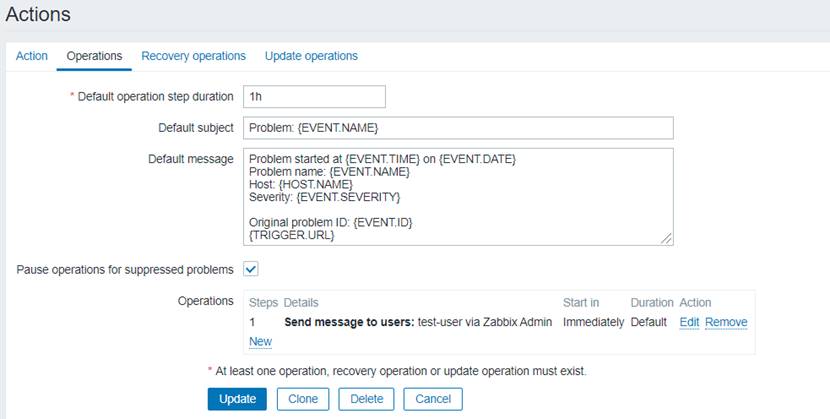 Actions
Action Operations Recovery operations Update operations
* Default operation step duration 1h
Default subject Problem: {EVENT.NAME}
Default message Problem started at {EVENT.TIME} on {EVENT.DATE}
Problem name: {EVENT.NAME}
Host: {HOST.NAME}
Severity: {EVENT.SEVERITY}
Original problem ID: {EVENT.ID}
{TRIGGER.URL}
Pause operations for suppressed problems
Operations Steps Details Start in Duration Action
1 Send message to users: test-user via Zabbix Admin Immediately Default Edit Remove
New
* At least one operation, recovery operation or update operation must exist.
Update Clone Delete Cancel